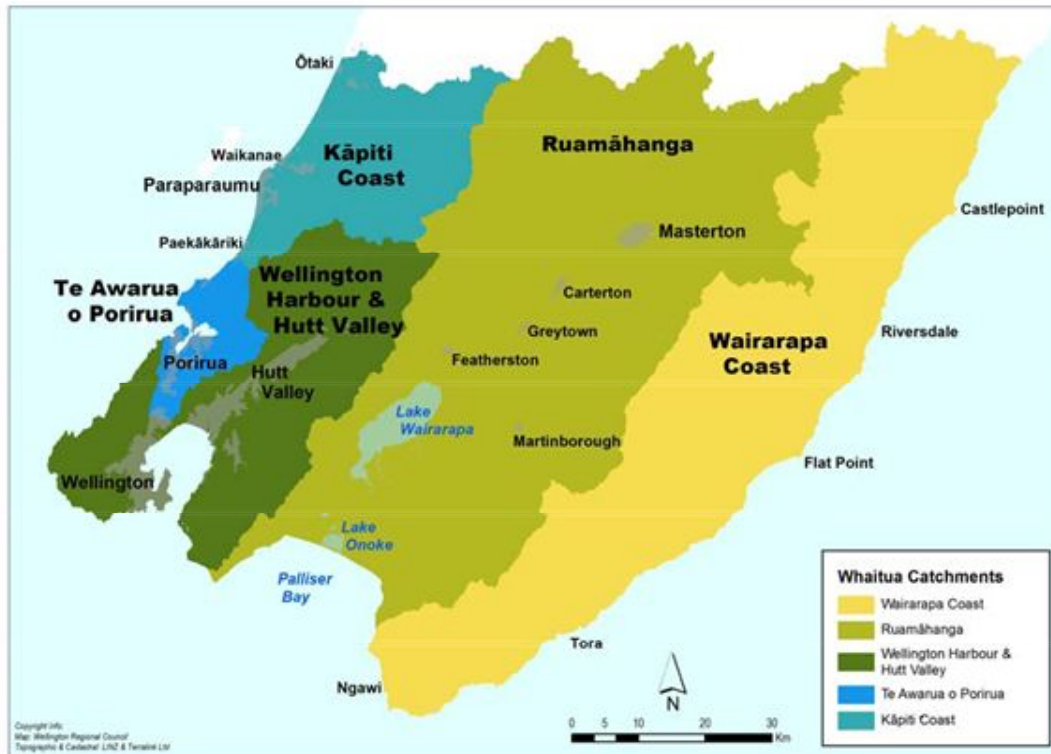 Ōtaki
Waikanae
Paraparaumu
Paekākāriki
Kāpiti
Coast
Ruamāhanga
Masterton
Castlepoint
Te Awarua
o Porirua
Wellington
Harbour &
Hutt Valley
Carterton
Greytown
Featherston
Riversdale
Wairarapa
Coast
Porirua
Hutt
Valley
Lake
Wairarapa
Martinborough
Flat Point
Wellington
Lake
Onoke
Palliser
Bay
Tora
Ngawi
N
0 5 10 20 30
Km
Whaitua Catchments
Wairarapa Coast
Ruamāhanga
Wellington Harbour &
Hutt Valley
Te Awarua o Porirua
Kāpiti Coast
Copyright info:
Map: Wellington Regional Council
Topographic & Cadastral: LINZ & Terralink Ltd